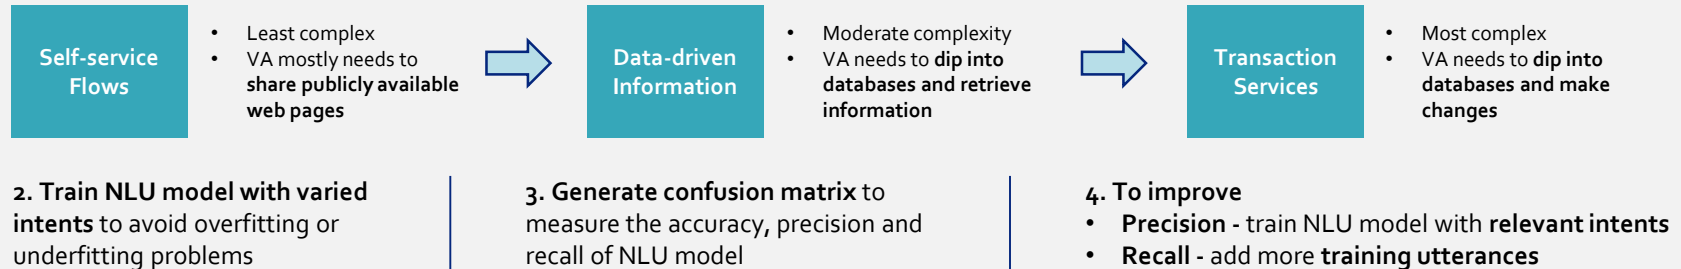 Self-service
Flows
• Least complex
• VA mostly needs to
share publicly available
web pages
Data-driven
Information
• Moderate complexity
• VA needs to dip into
databases and retrieve
information
Transaction
Services
• Most complex
• VA needs to dip into
databases and make
changes
2. Train NLU model with varied
intents to avoid overfitting or
underfitting problems
3. Generate confusion matrix to
measure the accuracy, precision and
recall of NLU model
4. To improve
• Precision - train NLU model with relevant intents
• Recall - add more training utterances